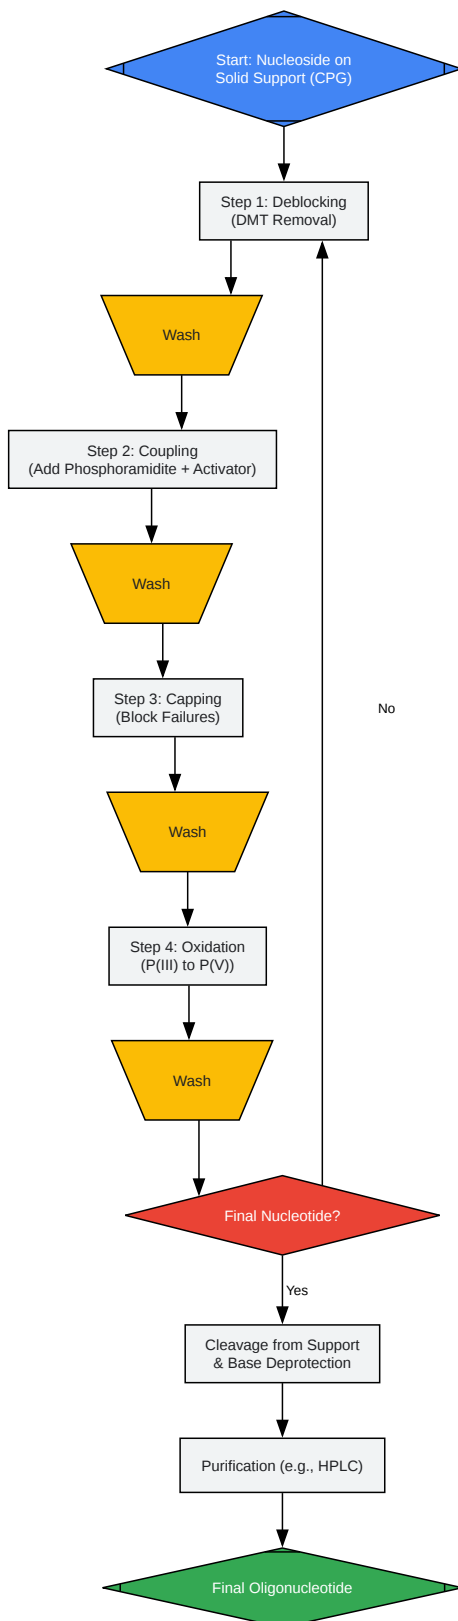 Start: Nucleoside on
Solid Support (CPG)
Step 1: Deblocking
(DMT Removal)
Wash
Step 2: Coupling
(Add Phosphoramidite + Activator)
Wash
Step 3: Capping
(Block Failures)
No
Wash
Step 4: Oxidation
(P(III) to P(V))
Wash
Final Nucleotide?
Yes
Cleavage from Support
& Base Deprotection
Purification (e.g., HPLC)
Final Oligonucleotide